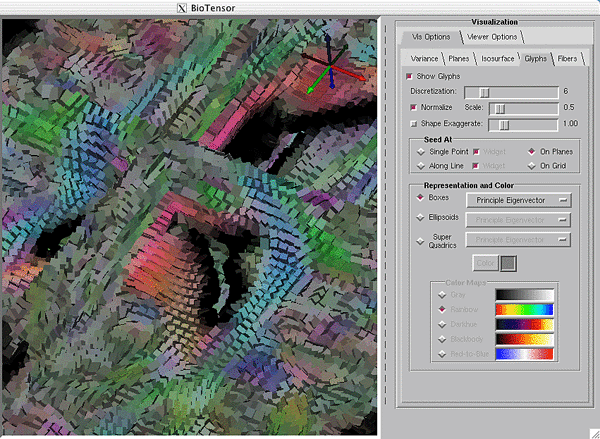 BioTensor
Visualization
Vis Options Viewer Options
Variance Planes Isosurface Glyphs Fibers
Show Glyphs
Discretization: 6
Normalize Scale: 0.5
Shape Exaggerate: 1.00
Seed At
Single Point Widget On Planes
Along Line Widget On Grid
Representation and Color
Boxes Principle Eigenvector
Ellipsoids Principle Eigenvector
Super
Quadrics Principle Eigenvector
Color
Color Maps
Gray
Rainbow
Darkhue
Blackbody
Red-to-Blue